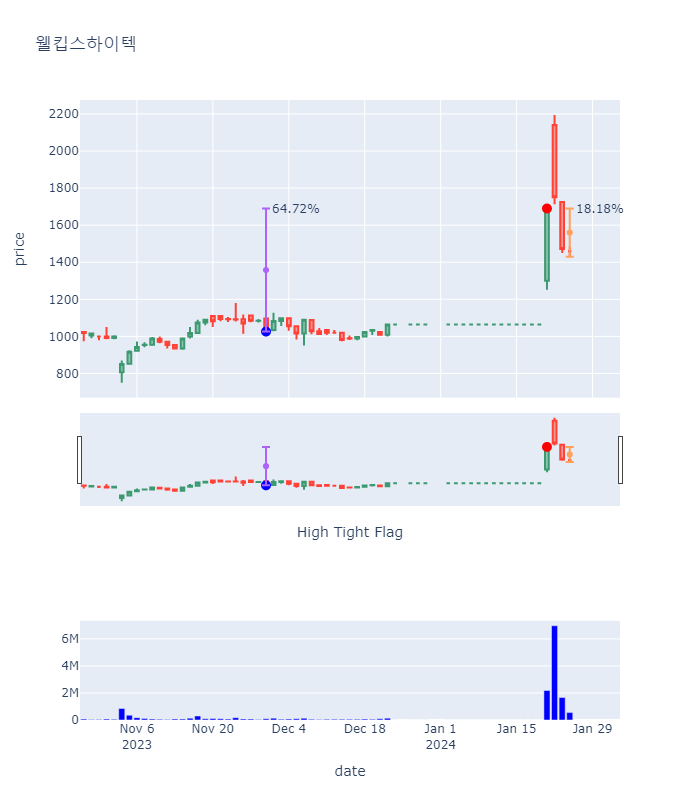 웰킵스하이텍
2200
2000
1800
1600
1400
1200
1000
800
price
64.72%
18.18%
High Tight Flag
6M
4M
2M
0
Nov 6 Nov 20 Dec 4 Dec 18 Jan 1 Jan 15 Jan 29
2023 2024
date